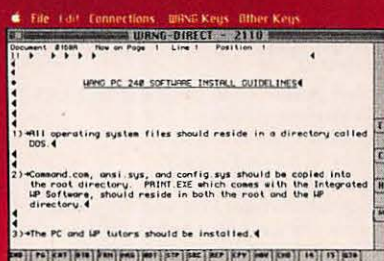 File Edit Connections WANG Keys Other Keys
WANG-DIRECT - 2110
Document 0168A Now on Page 1 Line 1 Position 1
WANG PC 240 SOFTWARE INSTALL GUIDELINES
1) All operating system files should reside in a directory called
DOS.
2) Command.com, ansi.sys, and config.sys should be copied into
the root directory. PRINT.EXE which comes with the Integrated
WP Software, should reside in both the root and the WP
directory.
3) The PC and WP tutors should be installed.